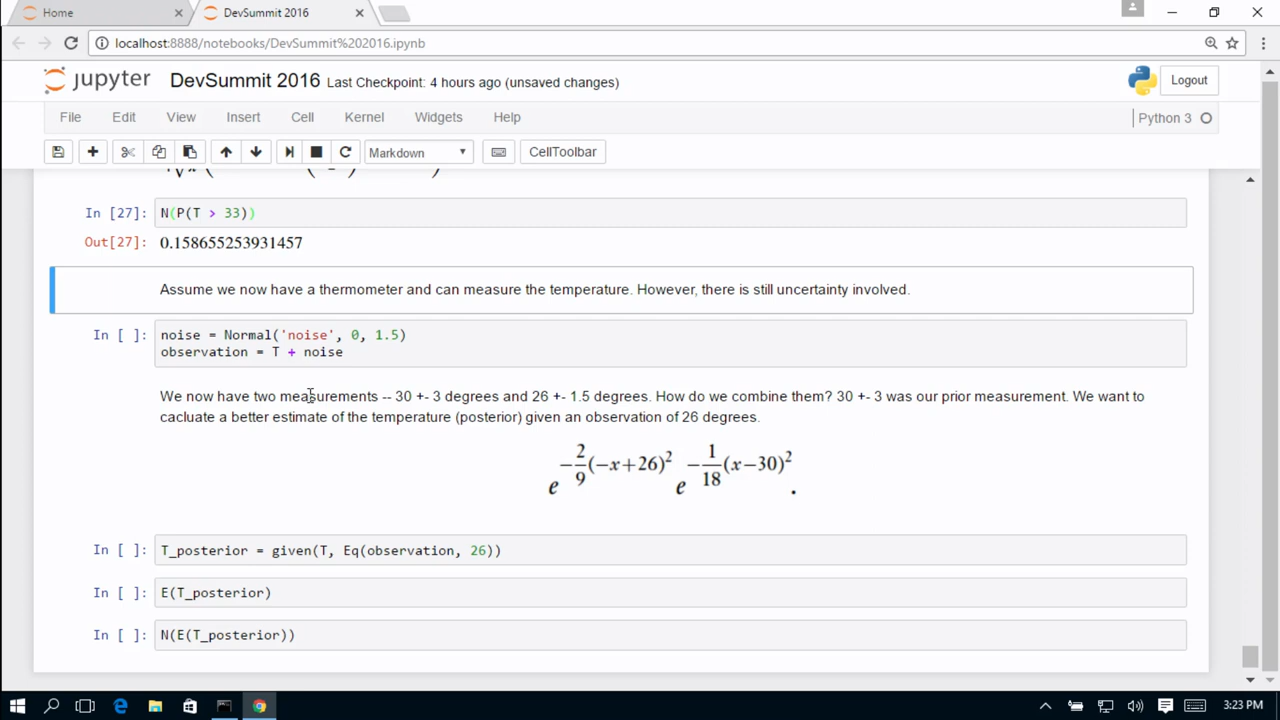 Home
DevSummit 2016
localhost:8888/notebooks/DevSummit%202016.ipynb
jupyter DevSummit 2016 Last Checkpoint: 4 hours ago (unsaved changes) Logout
File Edit View Insert Cell Kernel Widgets Help Python 3
Markdown CellToolbar
In [27]: N(P(T > 33))
Out[27]: 0.158655253931457
Assume we now have a thermometer and can measure the temperature. However, there is still uncertainty involved.
In [ ]: noise = Normal('noise', 0, 1.5)
observation = T + noise
We now have two measurements -- 30 +- 3 degrees and 26 +- 1.5 degrees. How do we combine them? 30 +- 3 was our prior measurement. We want to
cacluate a better estimate of the temperature (posterior) given an observation of 26 degrees.
e^{-\frac{2}{9}(-x+26)^2} e^{-\frac{1}{18}(x-30)^2}.
In [ ]: T_posterior = given(T, Eq(observation, 26))
In [ ]: E(T_posterior)
In [ ]: N(E(T_posterior))
3:23 PM